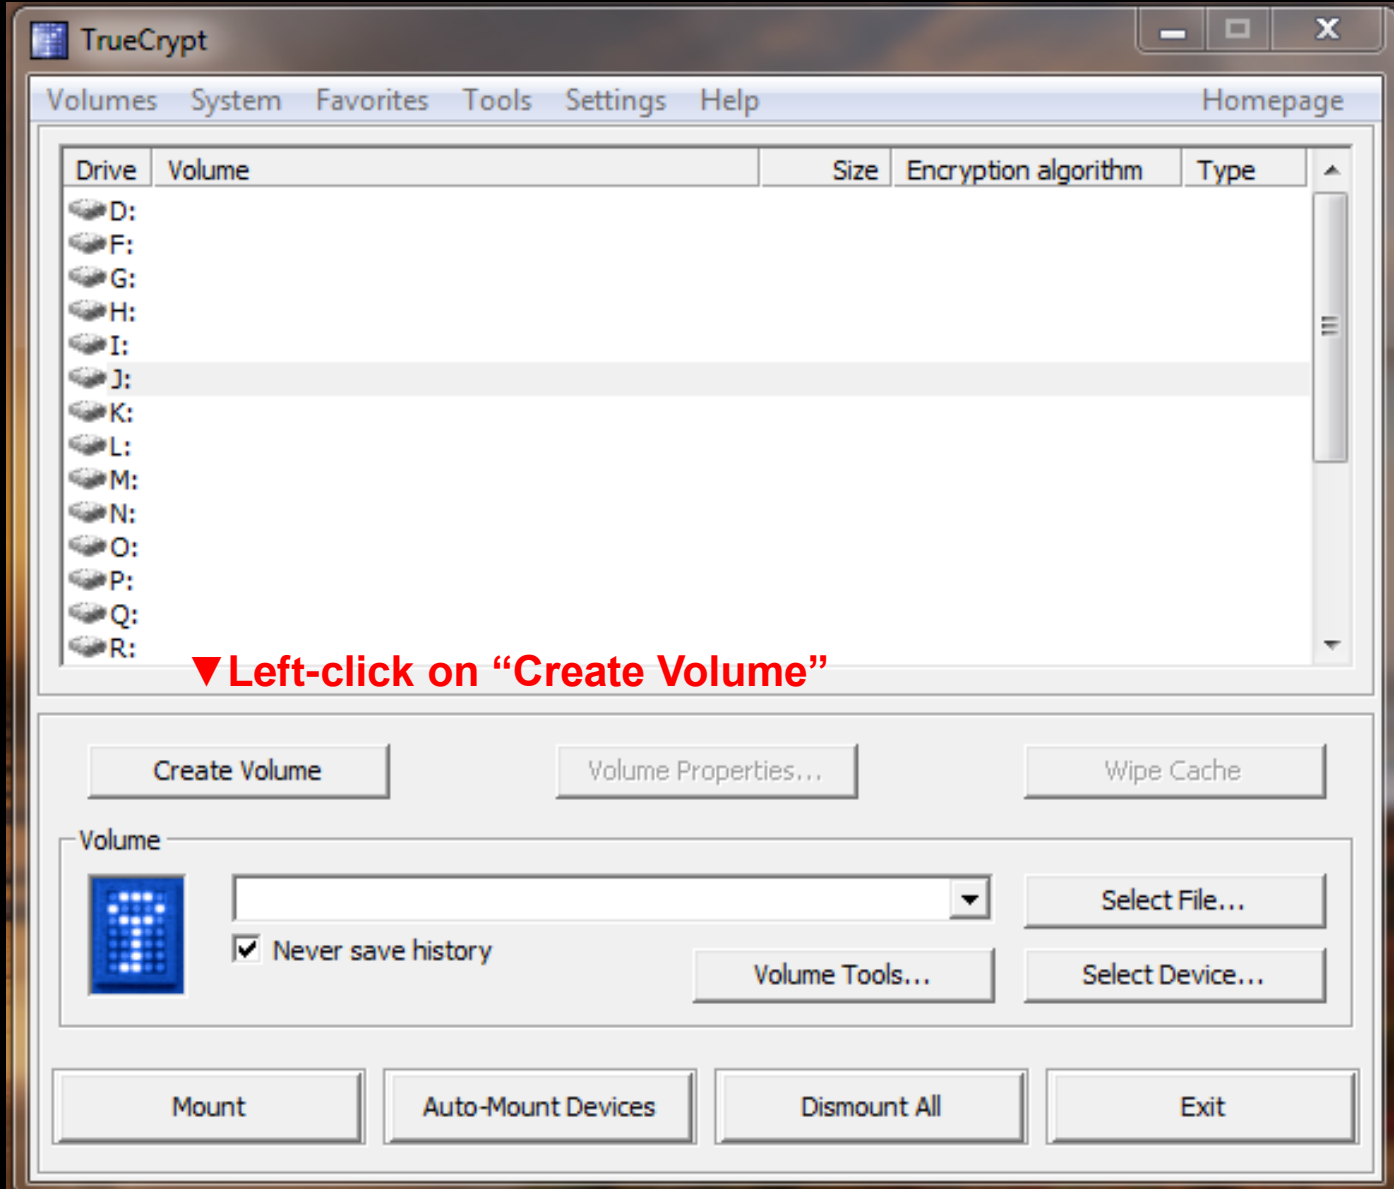 TrueCrypt
Volumes System Favorites Tools Settings Help Homepage
Drive Volume Size Encryption algorithm Type
D:
F:
G:
H:
I:
J:
K:
L:
M:
N:
O:
P:
Q:
R:
▼Left-click on “Create Volume”
Create Volume Volume Properties... Wipe Cache
Volume
Select File...
Never save history
Volume Tools... Select Device...
Mount Auto-Mount Devices Dismount All Exit